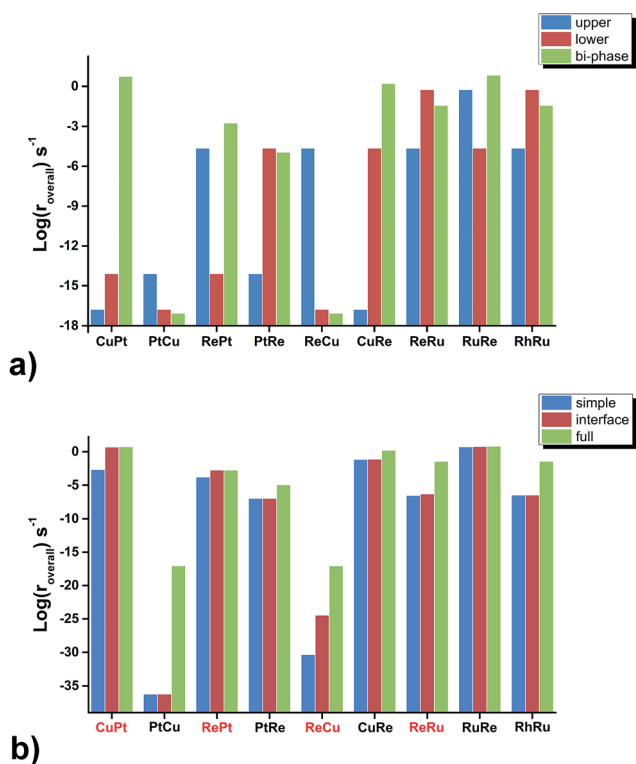 upper
lower
bi-phase
Log(r_overall) s^-1
0
-3
-6
-9
-12
-15
-18
CuPt PtCu RePt PtRe ReCu CuRe ReRu RuRe RhRu
a)
simple
interface
full
Log(r_overall) s^-1
0
-5
-10
-15
-20
-25
-30
-35
CuPt PtCu RePt PtRe ReCu CuRe ReRu RuRe RhRu
b)